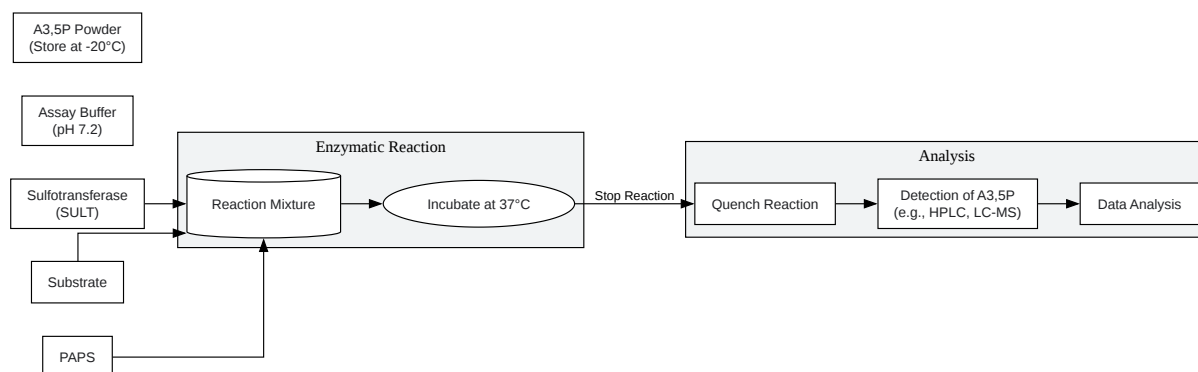 A3,5P Powder
(Store at -20°C)
Assay Buffer
(pH 7.2)
Sulfotransferase
(SULT)
Substrate
PAPS
Enzymatic Reaction
Reaction Mixture
Incubate at 37°C
Stop Reaction
Analysis
Quench Reaction
Detection of A3,5P
(e.g., HPLC, LC-MS)
Data Analysis